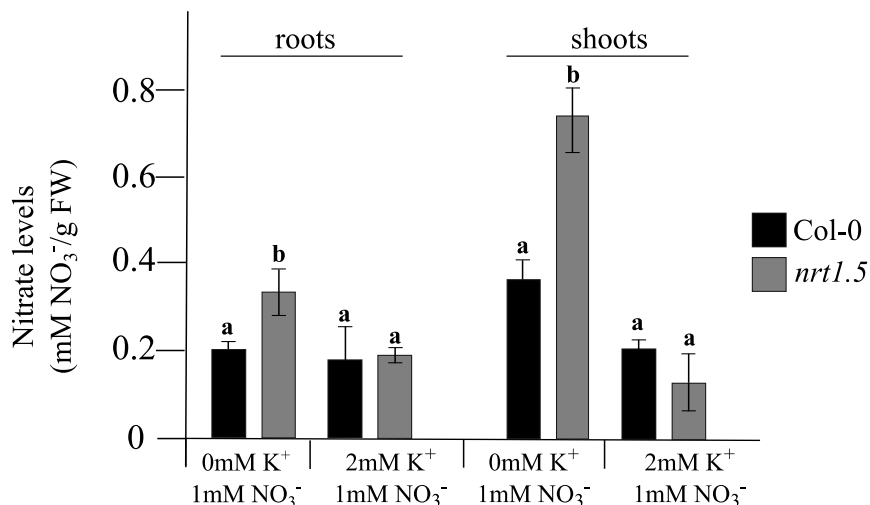 roots
shoots
Nitrate levels
(mM NO₃⁻/g FW)
0.8
0.6
0.4
0.2
0
a
b
a
a
a
b
a
a
Col-0
nrt1.5
0mM K⁺
1mM NO₃⁻
2mM K⁺
1mM NO₃⁻
0mM K⁺
1mM NO₃⁻
2mM K⁺
1mM NO₃⁻